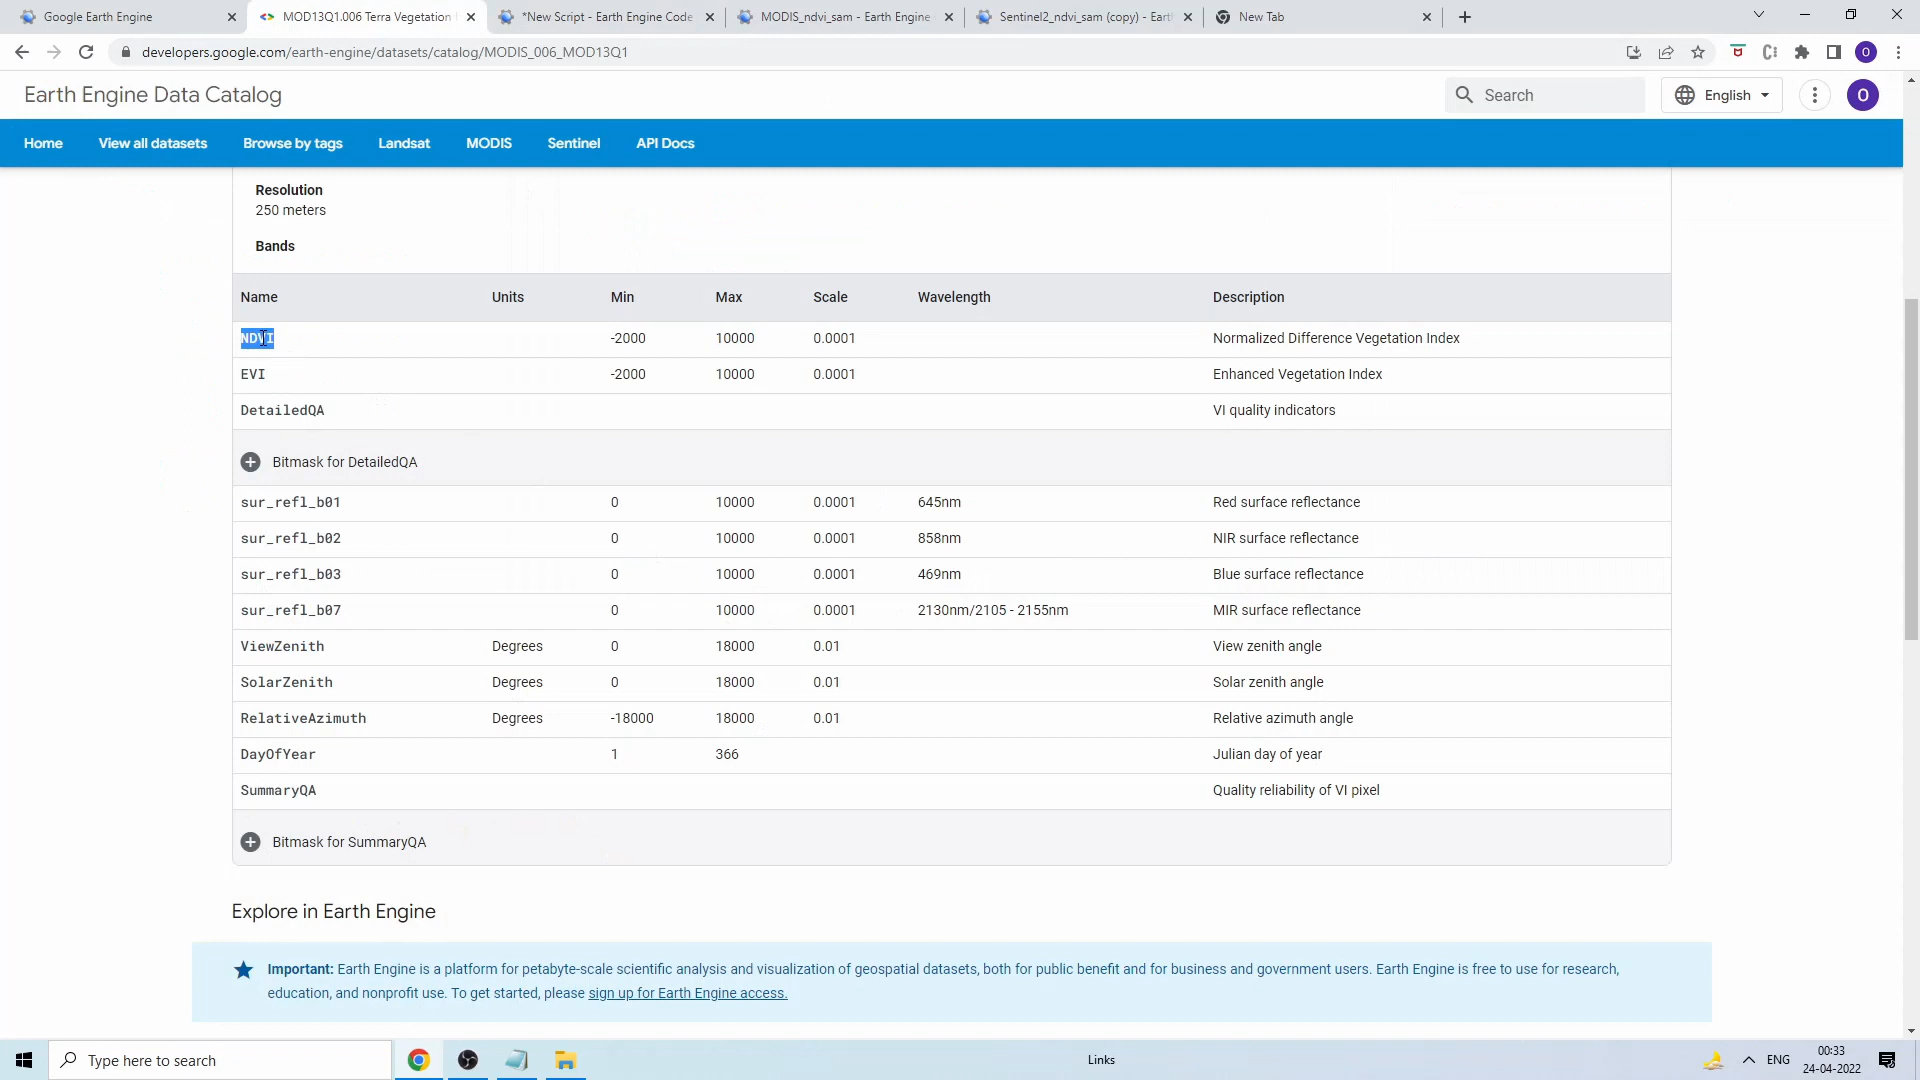 Google Earth Engine
MOD13Q1.006 Terra Vegetation
*New Script - Earth Engine Code
MODIS_ndvi_sam - Earth Engine
Sentinel2_ndvi_sam (copy) - Eart
New Tab
developers.google.com/earth-engine/datasets/catalog/MODIS_006_MOD13Q1
O
Earth Engine Data Catalog
Search
English
O
Home View all datasets Browse by tags Landsat MODIS Sentinel API Docs
Resolution
250 meters
Bands
Name Units Min Max Scale Wavelength Description
NDVI -2000 10000 0.0001 Normalized Difference Vegetation Index
EVI -2000 10000 0.0001 Enhanced Vegetation Index
DetailedQA VI quality indicators
Bitmask for DetailedQA
sur_refl_b01 0 10000 0.0001 645nm Red surface reflectance
sur_refl_b02 0 10000 0.0001 858nm NIR surface reflectance
sur_refl_b03 0 10000 0.0001 469nm Blue surface reflectance
sur_refl_b07 0 10000 0.0001 2130nm/2105 - 2155nm MIR surface reflectance
ViewZenith Degrees 0 18000 0.01 View zenith angle
SolarZenith Degrees 0 18000 0.01 Solar zenith angle
RelativeAzimuth Degrees -18000 18000 0.01 Relative azimuth angle
DayOfYear 1 366 Julian day of year
SummaryQA Quality reliability of VI pixel
Bitmask for SummaryQA
Explore in Earth Engine
Important: Earth Engine is a platform for petabyte-scale scientific analysis and visualization of geospatial datasets, both for public benefit and for business and government users. Earth Engine is free to use for research,
education, and nonprofit use. To get started, please sign up for Earth Engine access.
Type here to search
Links
ENG
00:33
24-04-2022